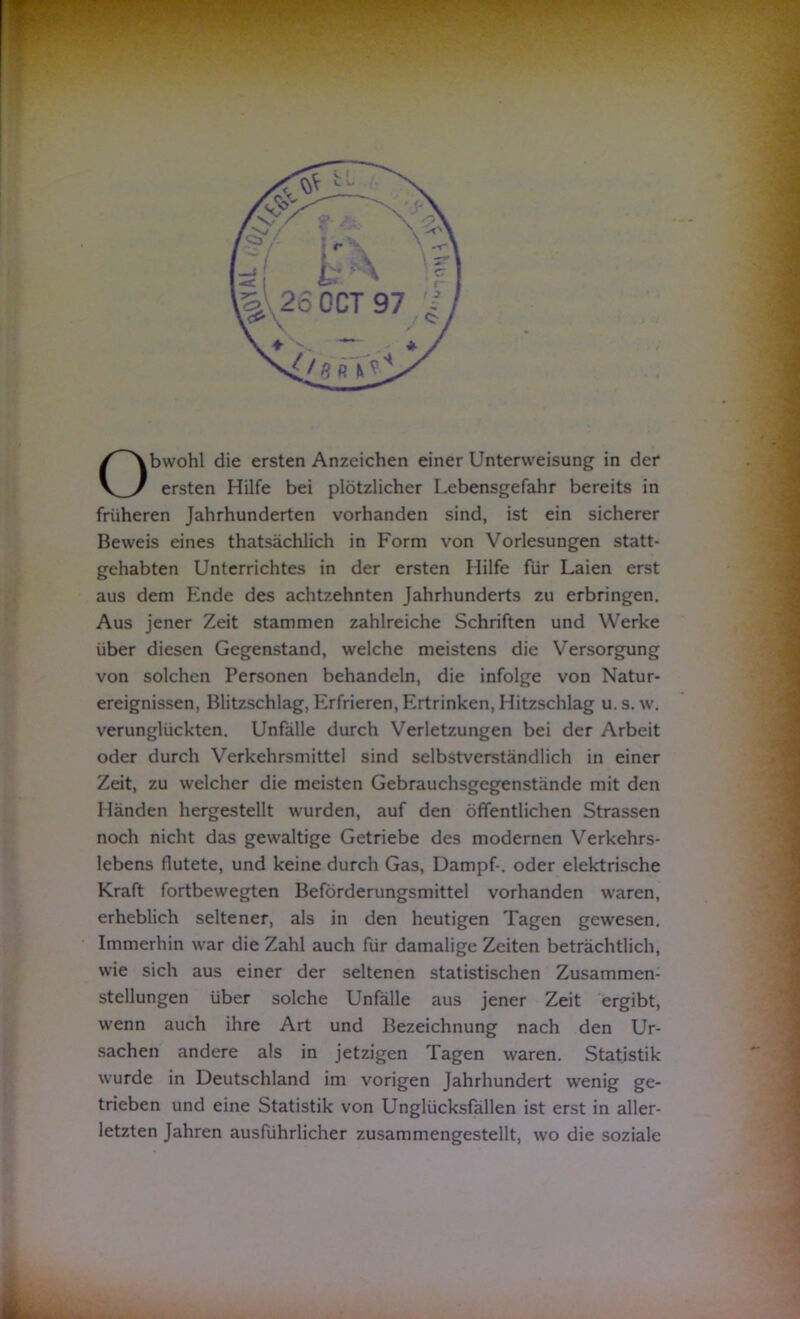 ROYAL COLLEGE OF
26 OCT 97
LIBRARY
Obwohl die ersten Anzeichen einer Unterweisung in der
ersten Hilfe bei plötzlicher Lebensgefahr bereits in
früheren Jahrhunderten vorhanden sind, ist ein sicherer
Beweis eines thatsächlich in Form von Vorlesungen statt-
gehabten Unterrichtes in der ersten Hilfe für Laien erst
aus dem Ende des achtzehnten Jahrhunderts zu erbringen.
Aus jener Zeit stammen zahlreiche Schriften und Werke
über diesen Gegenstand, welche meistens die Versorgung
von solchen Personen behandeln, die infolge von Natur-
ereignissen, Blitzschlag, Erfrieren, Ertrinken, Hitzschlag u. s. w.
verunglückten. Unfälle durch Verletzungen bei der Arbeit
oder durch Verkehrsmittel sind selbstverständlich in einer
Zeit, zu welcher die meisten Gebrauchsgegenstände mit den
Händen hergestellt wurden, auf den öffentlichen Strassen
noch nicht das gewaltige Getriebe des modernen Verkehrs-
lebens flutete, und keine durch Gas, Dampf-. oder elektrische
Kraft fortbewegten Beförderungsmittel vorhanden waren,
erheblich seltener, als in den heutigen Tagen gewesen.
Immerhin war die Zahl auch für damalige Zeiten beträchtlich,
wie sich aus einer der seltenen statistischen Zusammen-
stellungen über solche Unfälle aus jener Zeit ergibt,
wenn auch ihre Art und Bezeichnung nach den Ur-
sachen andere als in jetzigen Tagen waren. Statistik
wurde in Deutschland im vorigen Jahrhundert wenig ge-
trieben und eine Statistik von Unglücksfällen ist erst in aller-
letzten Jahren ausführlicher zusammengestellt, wo die soziale